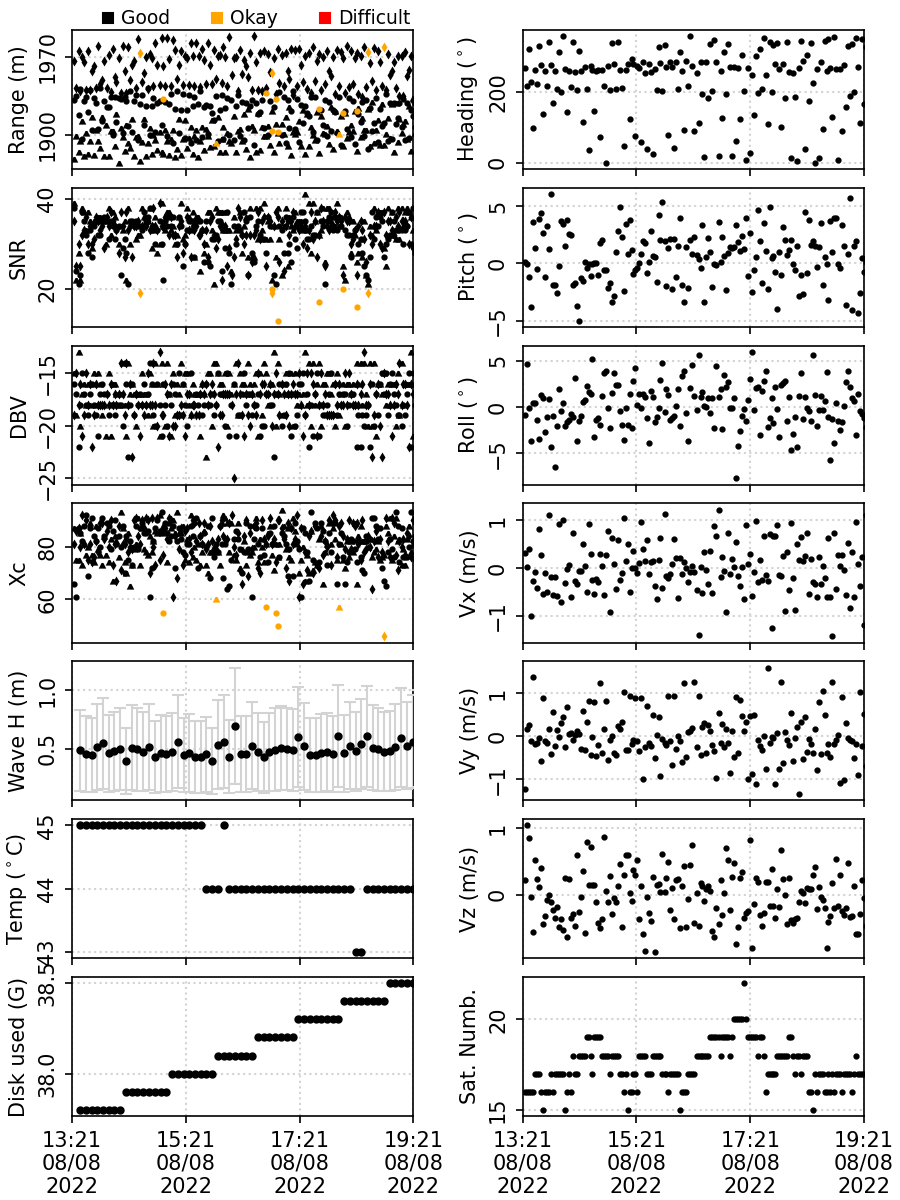 Good Okay Difficult
Range (m)
1970
1900
Heading (°)
200
0
SNR
40
20
Pitch (°)
5
0
−5
DBV
−15
−20
−25
Roll (°)
5
0
−5
Xc
80
60
Vx (m/s)
1
0
−1
Wave H (m)
1.0
0.5
Vy (m/s)
1
0
−1
Temp (°C)
45
44
43
Vz (m/s)
1
0
Disk used (G)
38.5
38.0
Sat. Numb.
20
15
13:21 15:21 17:21 19:21
08/08 08/08 08/08 08/08
2022 2022 2022 2022
13:21 15:21 17:21 19:21
08/08 08/08 08/08 08/08
2022 2022 2022 2022